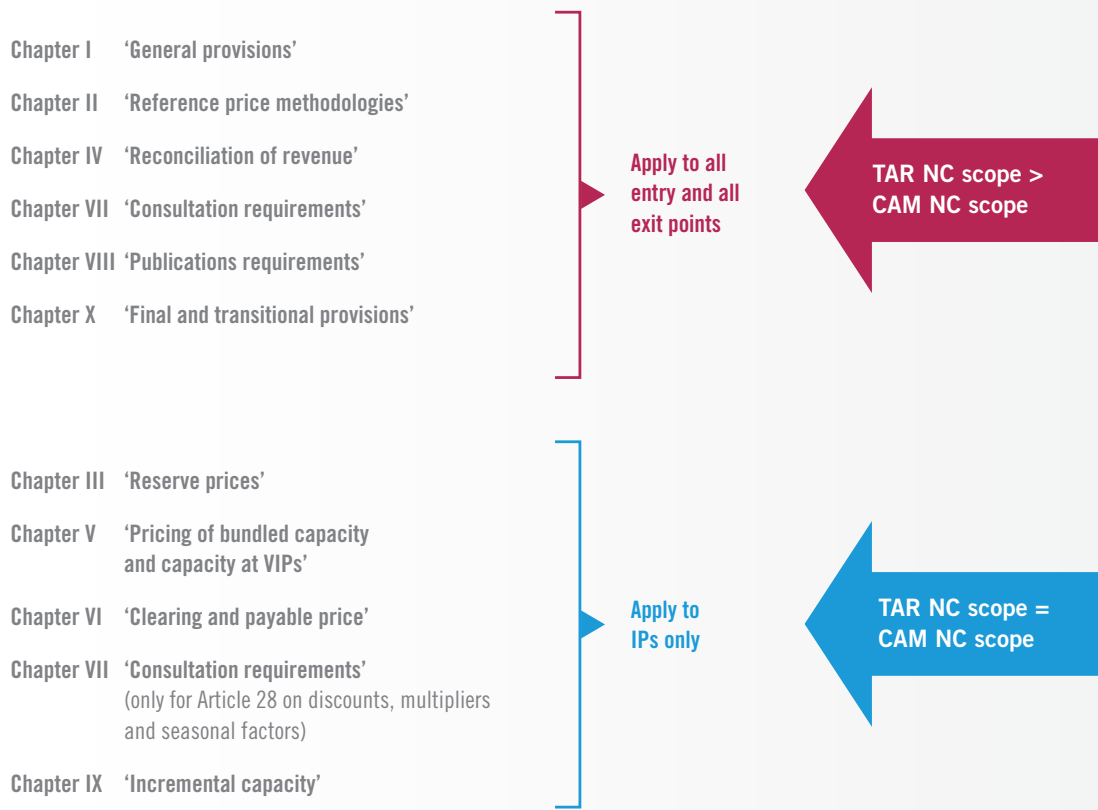 Chapter I ‘General provisions’
Chapter II ‘Reference price methodologies’
Chapter IV ‘Reconciliation of revenue’
Chapter VII ‘Consultation requirements’
Chapter VIII ‘Publications requirements’
Chapter X ‘Final and transitional provisions’
Apply to all
entry and all
exit points
TAR NC scope >
CAM NC scope
Chapter III ‘Reserve prices’
Chapter V ‘Pricing of bundled capacity
and capacity at VIPs’
Chapter VI ‘Clearing and payable price’
Chapter VII ‘Consultation requirements’
(only for Article 28 on discounts, multipliers
and seasonal factors)
Chapter IX ‘Incremental capacity’
Apply to
IPs only
TAR NC scope =
CAM NC scope